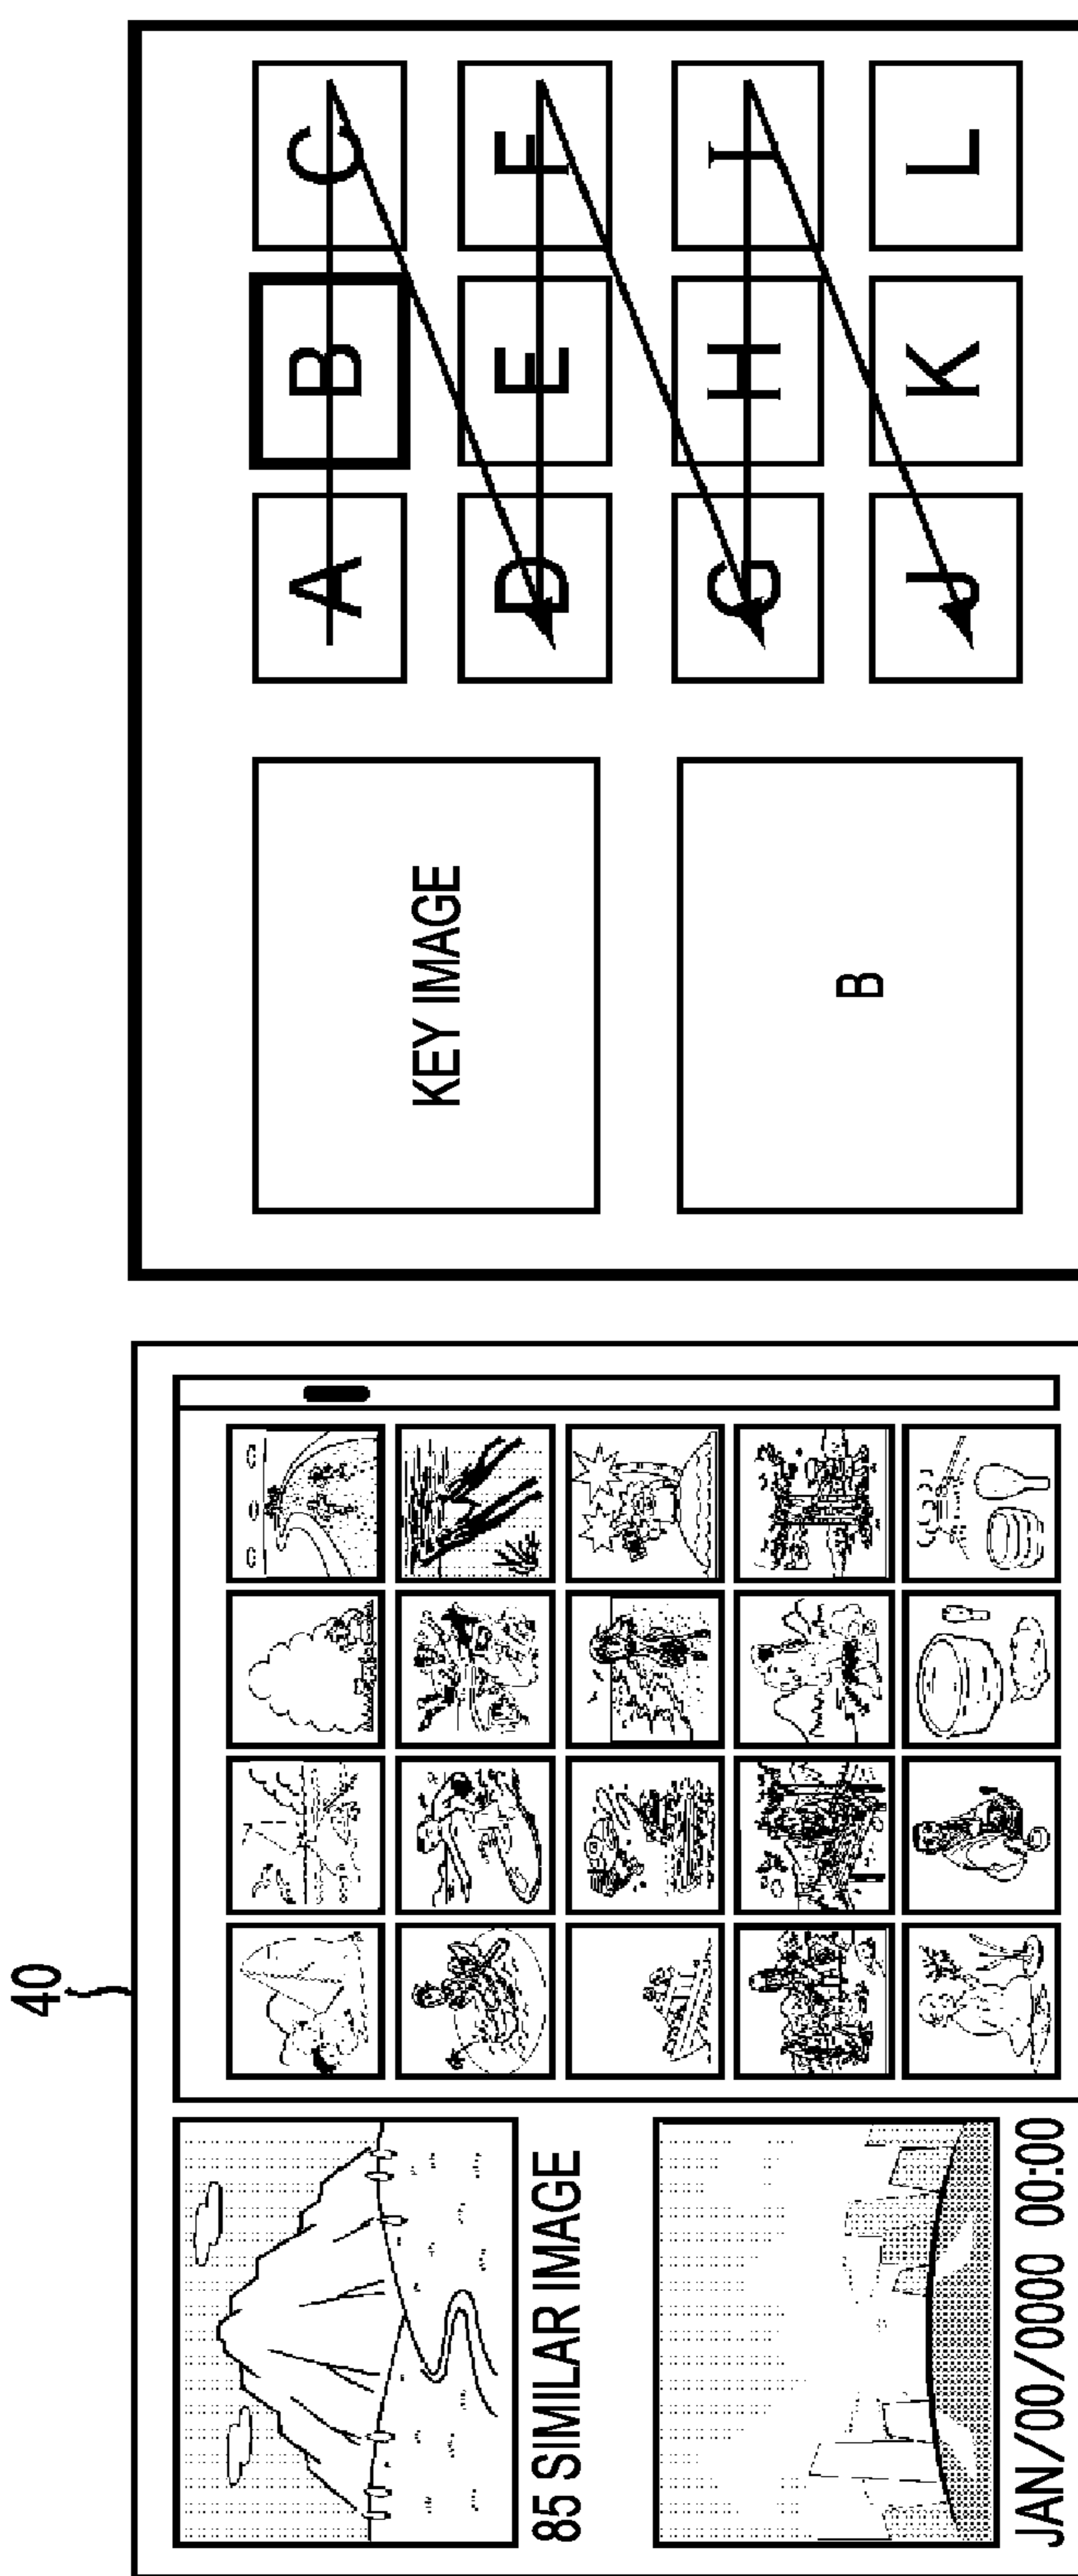 40
85 SIMILAR IMAGE
JAN/00/0000 00:00
KEY IMAGE
B
A B C
D E F
G H I
J K L